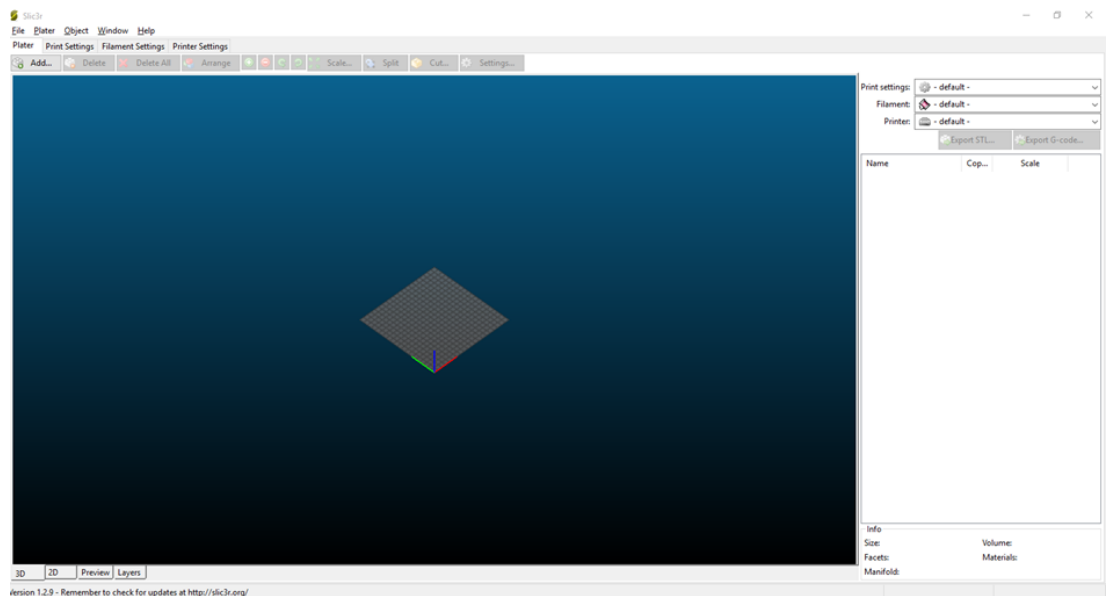 Slic3r
File Plater Object Window Help
Plater Print Settings Filament Settings Printer Settings
Add... Delete Delete All Arrange Scale... Split Cut... Settings...
Print settings: - default -
Filament: - default -
Printer: - default -
Export STL... Export G-code...
Name Cop... Scale
Info
Size: Volume:
Facets: Materials:
Manifold:
3D 2D Preview Layers
Version 1.2.9 - Remember to check for updates at http://slic3r.org/